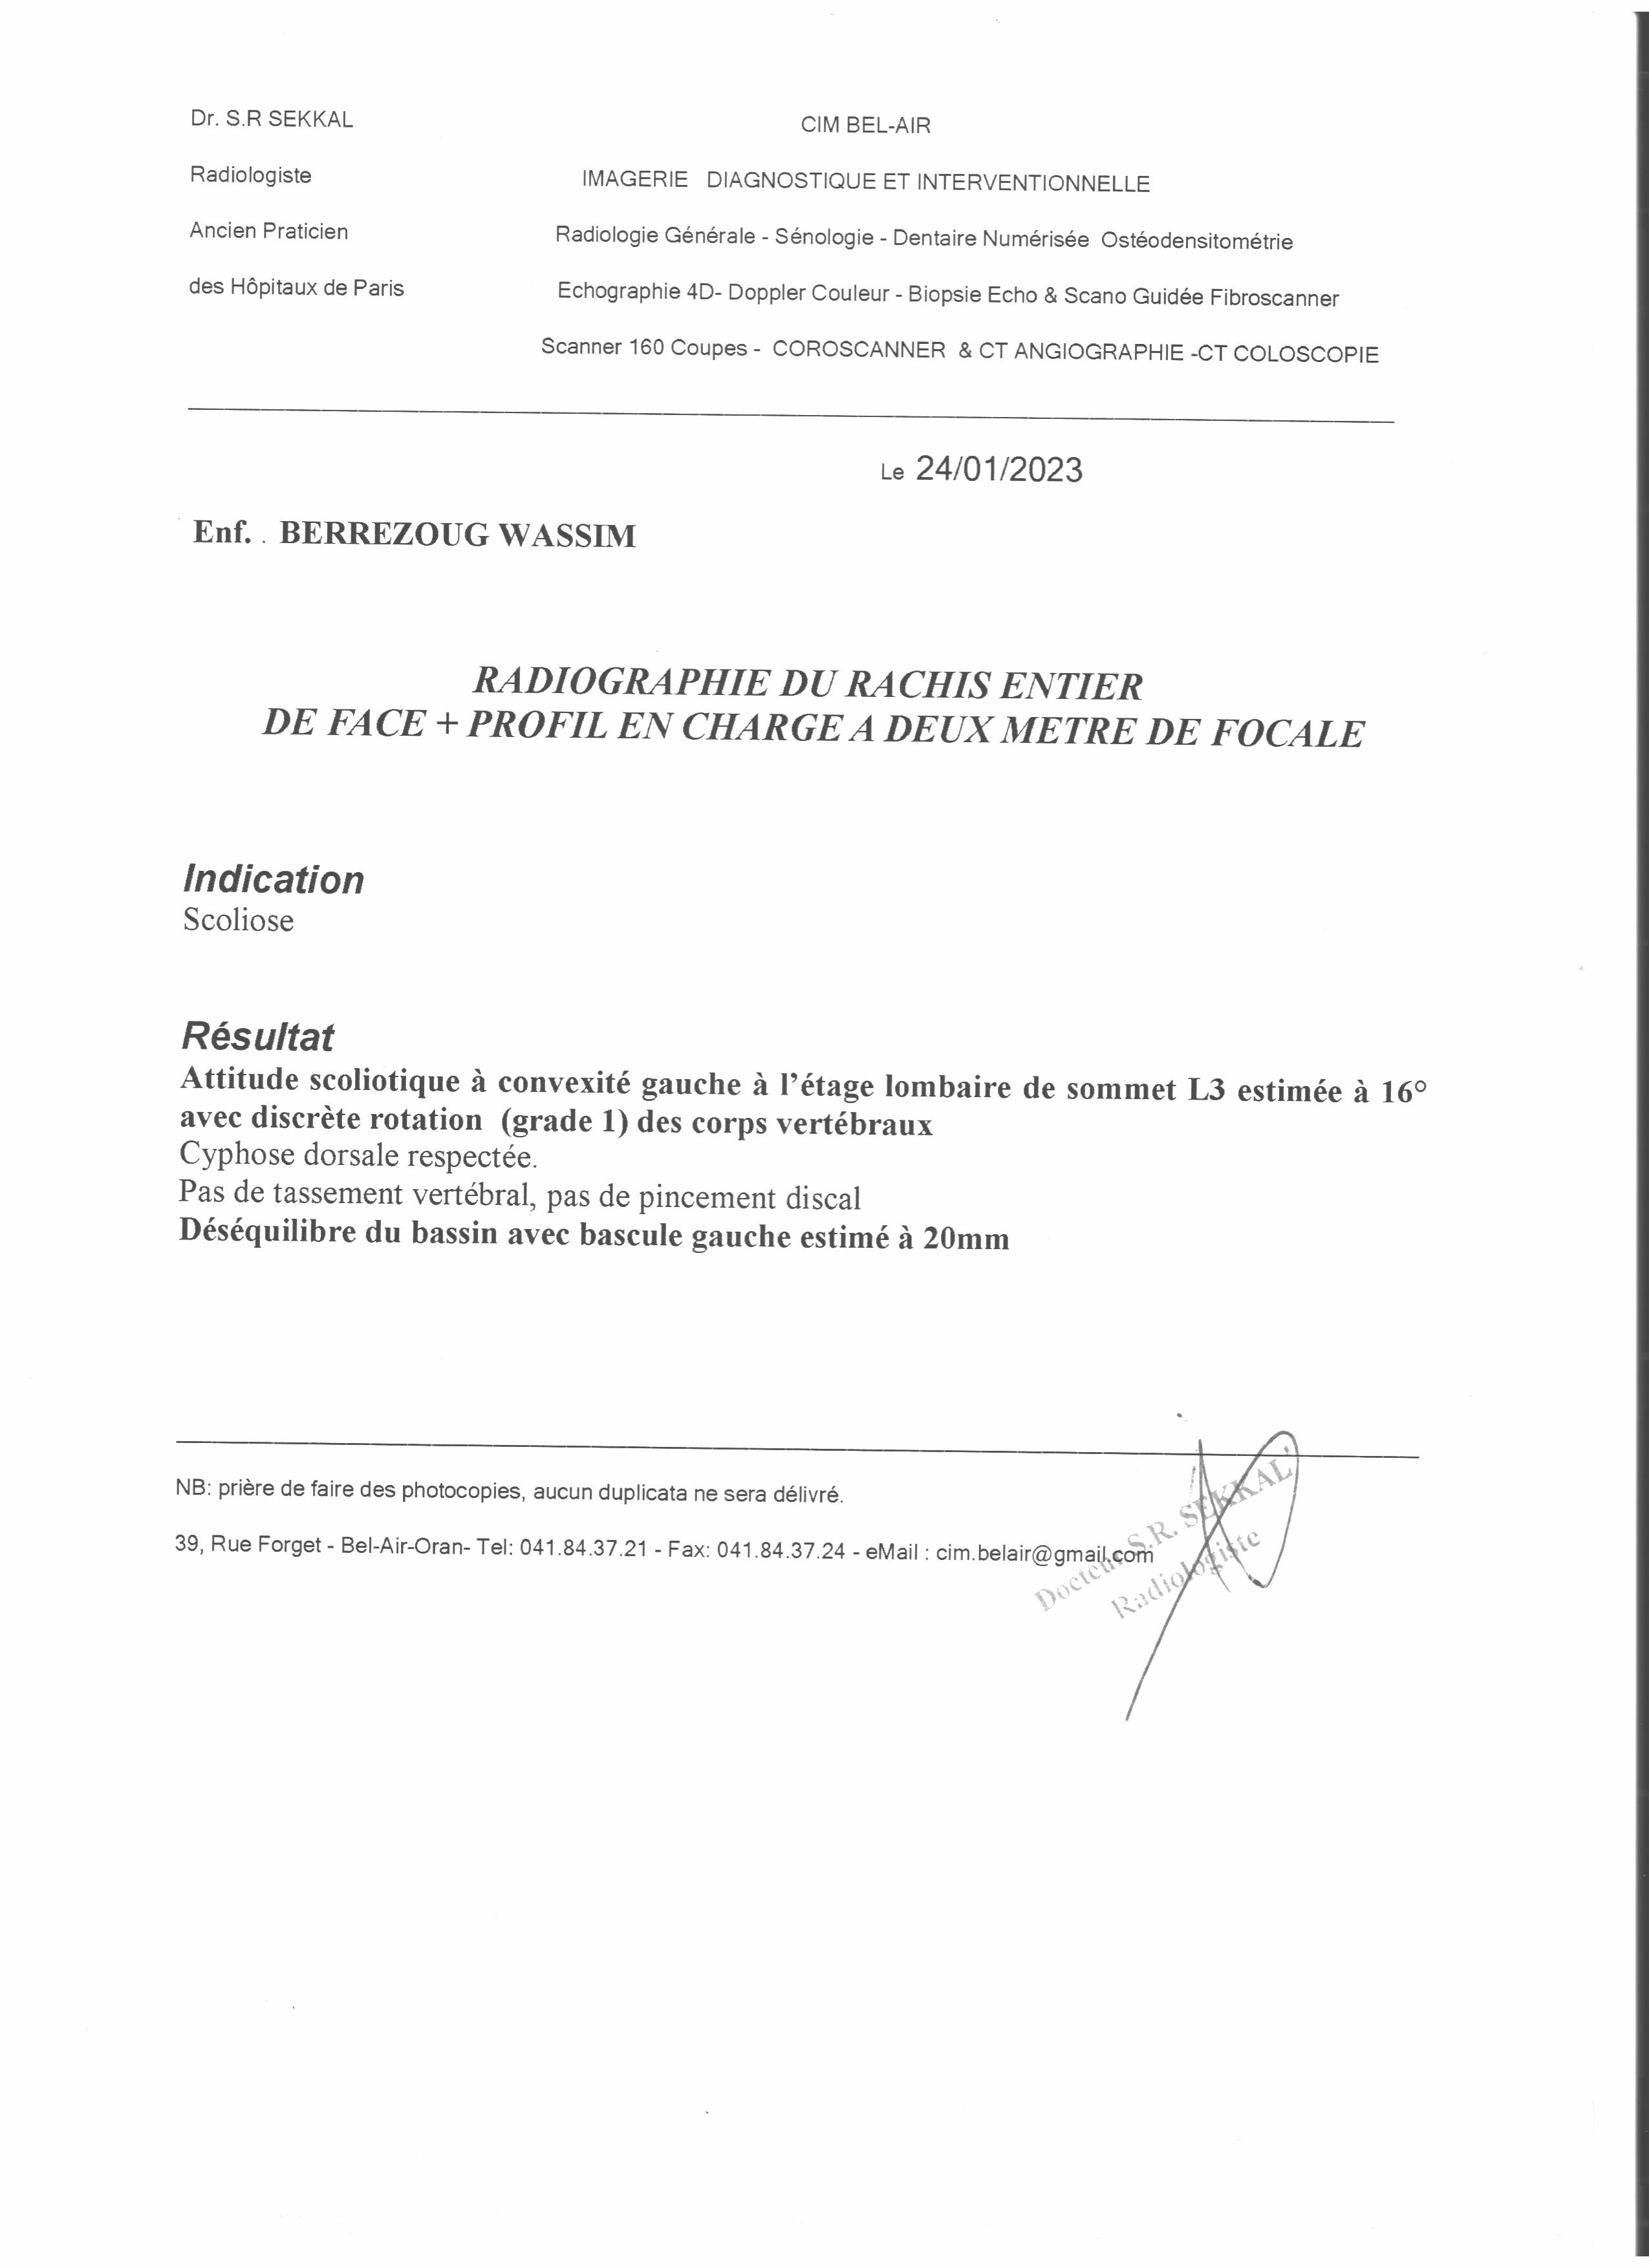 Dr. S.R SEKKAL
Radiologiste
Ancien Praticien
des Hôpitaux de Paris
CIM BEL-AIR
IMAGERIE DIAGNOSTIQUE ET INTERVENTIONNELLE
Radiologie Générale - Sénologie - Dentaire Numérisée Ostéodensitométrie
Echographie 4D- Doppler Couleur - Biopsie Echo & Scano Guidée Fibroscanner
Scanner 160 Coupes - COROSCANNER & CT ANGIOGRAPHIE -CT COLOSCOPIE
Le 24/01/2023
Enf. . BERREZOUG WASSIM
RADIOGRAPHIE DU RACHIS ENTIER
DE FACE + PROFIL EN CHARGE A DEUX METRE DE FOCALE
Indication
Scoliose
Résultat
Attitude scoliotique à convexité gauche à l'étage lombaire de sommet L3 estimée à 16°
avec discrète rotation (grade 1) des corps vertébraux
Cyphose dorsale respectée.
Pas de tassement vertébral, pas de pincement discal
Déséquilibre du bassin avec bascule gauche estimé à 20mm
NB: prière de faire des photocopies, aucun duplicata ne sera délivré.
39, Rue Forget - Bel-Air-Oran- Tel: 041.84.37.21 - Fax: 041.84.37.24 - eMail : cim.belair@gmail.com
Docteur S.R. SEKKAL
Radiologiste